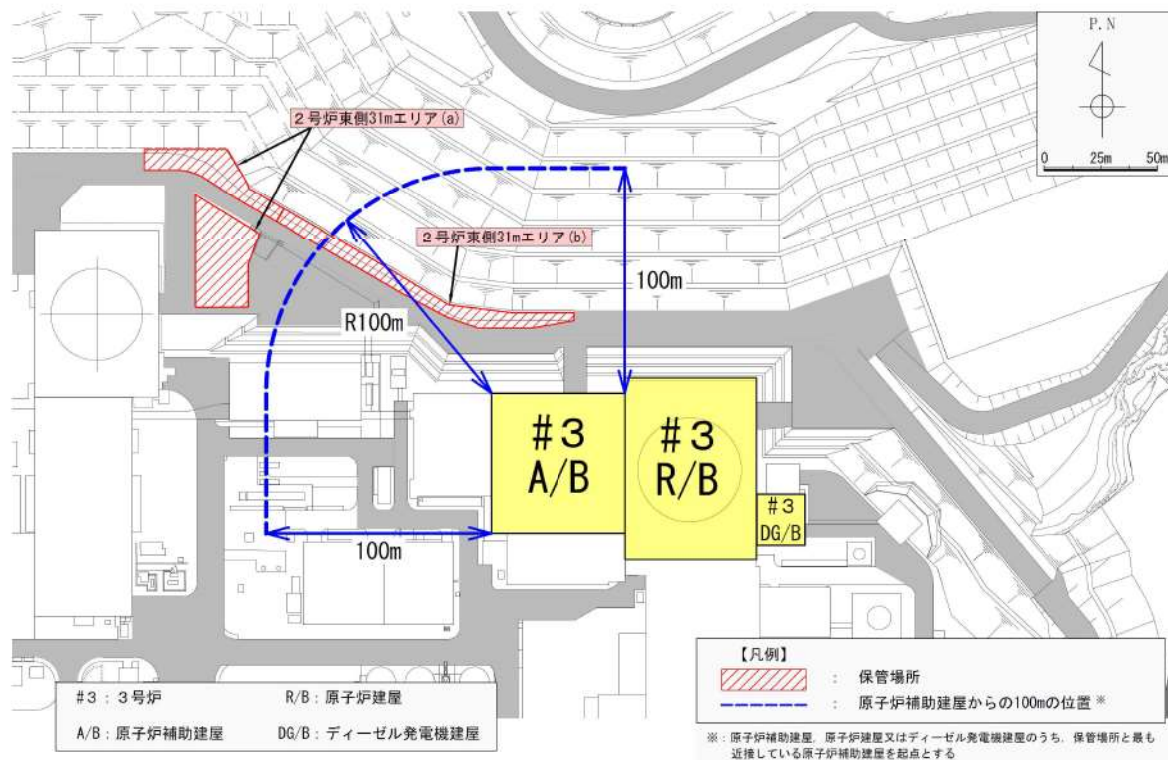 P.N
0 25m 50m
2号炉東側31mエリア(a)
2号炉東側31mエリア(b)
100m
R100m
#3
A/B
#3
R/B
#3
DG/B
100m
#3：3号炉 R/B：原子炉建屋
A/B：原子炉補助建屋 DG/B：ディーゼル発電機建屋
【凡例】
： 保管場所
： 原子炉補助建屋からの100mの位置※
※：原子炉補助建屋，原子炉建屋又はディーゼル発電機建屋のうち，保管場所と最も
近接している原子炉補助建屋を起点とする